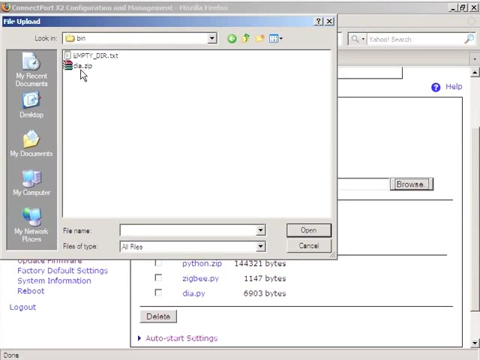 ConnectPort X2 Configuration and Management - Mozilla Firefox
File Upload
Look in: bin
Yahoo! Search
EMPTY_DIR.txt
dia.zip
My Recent
Documents
Desktop
My Documents
My Computer
My Network
Places
Help
Browse...
File name:
Open
Files of type: All Files
Cancel
Update Firmware
Factory Default Settings
System Information
Reboot
Logout
python.zip 144321 bytes
zigbee.py 1147 bytes
dia.py 6903 bytes
Delete
Auto-start Settings
Done